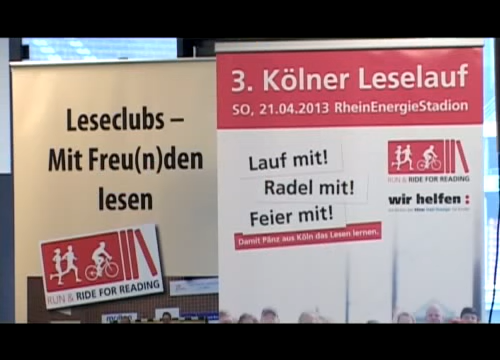 Leseclubs –
Mit Freu(n)den
lesen
RUN & RIDE FOR READING
3. Kölner Leselauf
SO, 21.04.2013 RheinEnergieStadion
Lauf mit!
Radel mit!
Feier mit!
Damit Pänz aus Köln das Lesen lernen.
RUN & RIDE FOR READING
wir helfen: